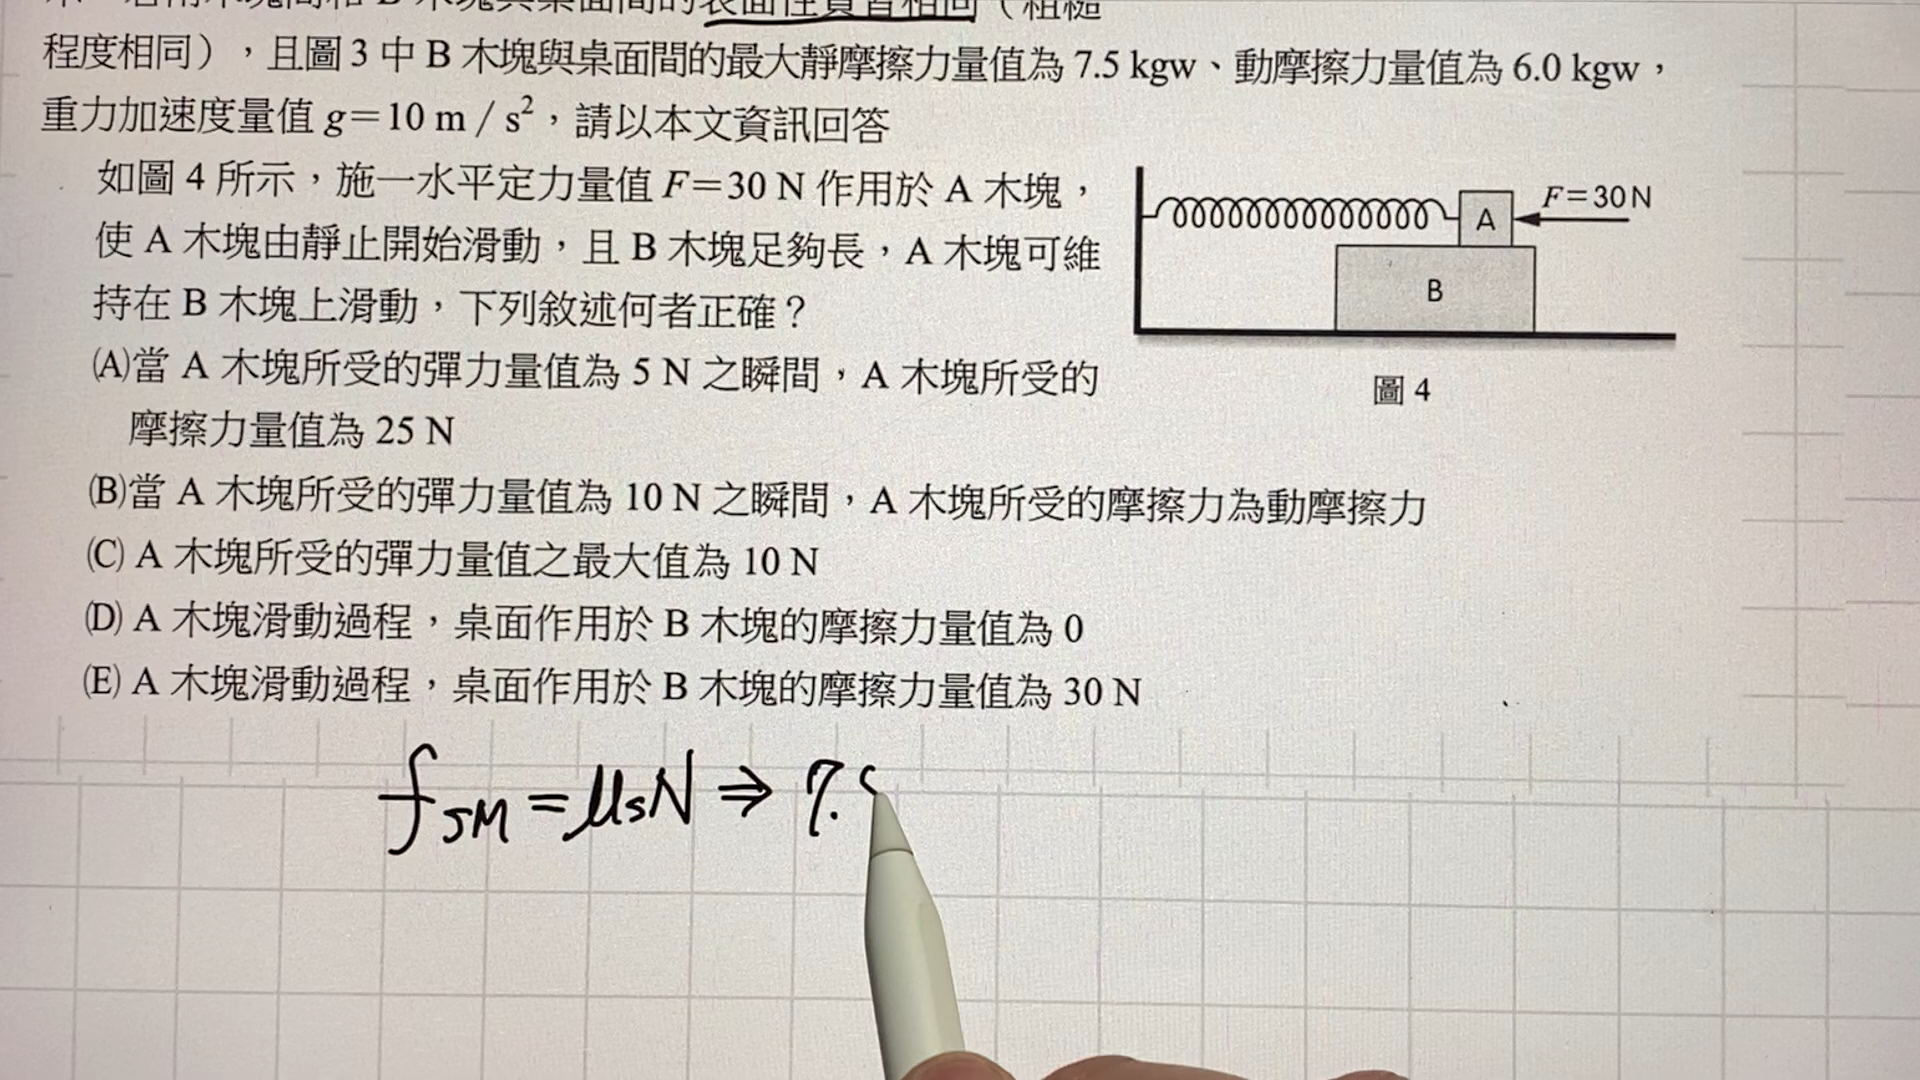 表面性質皆相同（粗糙
程度相同），且圖 3 中 B 木塊與桌面間的最大靜摩擦力量值為 7.5 kgw、動摩擦力量值為 6.0 kgw，
重力加速度量值 g=10 m / s²，請以本文資訊回答
如圖 4 所示，施一水平定力量值 F=30 N 作用於 A 木塊，
使 A 木塊由靜止開始滑動，且 B 木塊足夠長，A 木塊可維
持在 B 木塊上滑動，下列敘述何者正確？
F=30 N
A
B
圖 4
(A)當 A 木塊所受的彈力量值為 5 N 之瞬間，A 木塊所受的
摩擦力量值為 25 N
(B)當 A 木塊所受的彈力量值為 10 N 之瞬間，A 木塊所受的摩擦力為動摩擦力
(C) A 木塊所受的彈力量值之最大值為 10 N
(D) A 木塊滑動過程，桌面作用於 B 木塊的摩擦力量值為 0
(E) A 木塊滑動過程，桌面作用於 B 木塊的摩擦力量值為 30 N
fsM = μsN ⇒ 7.